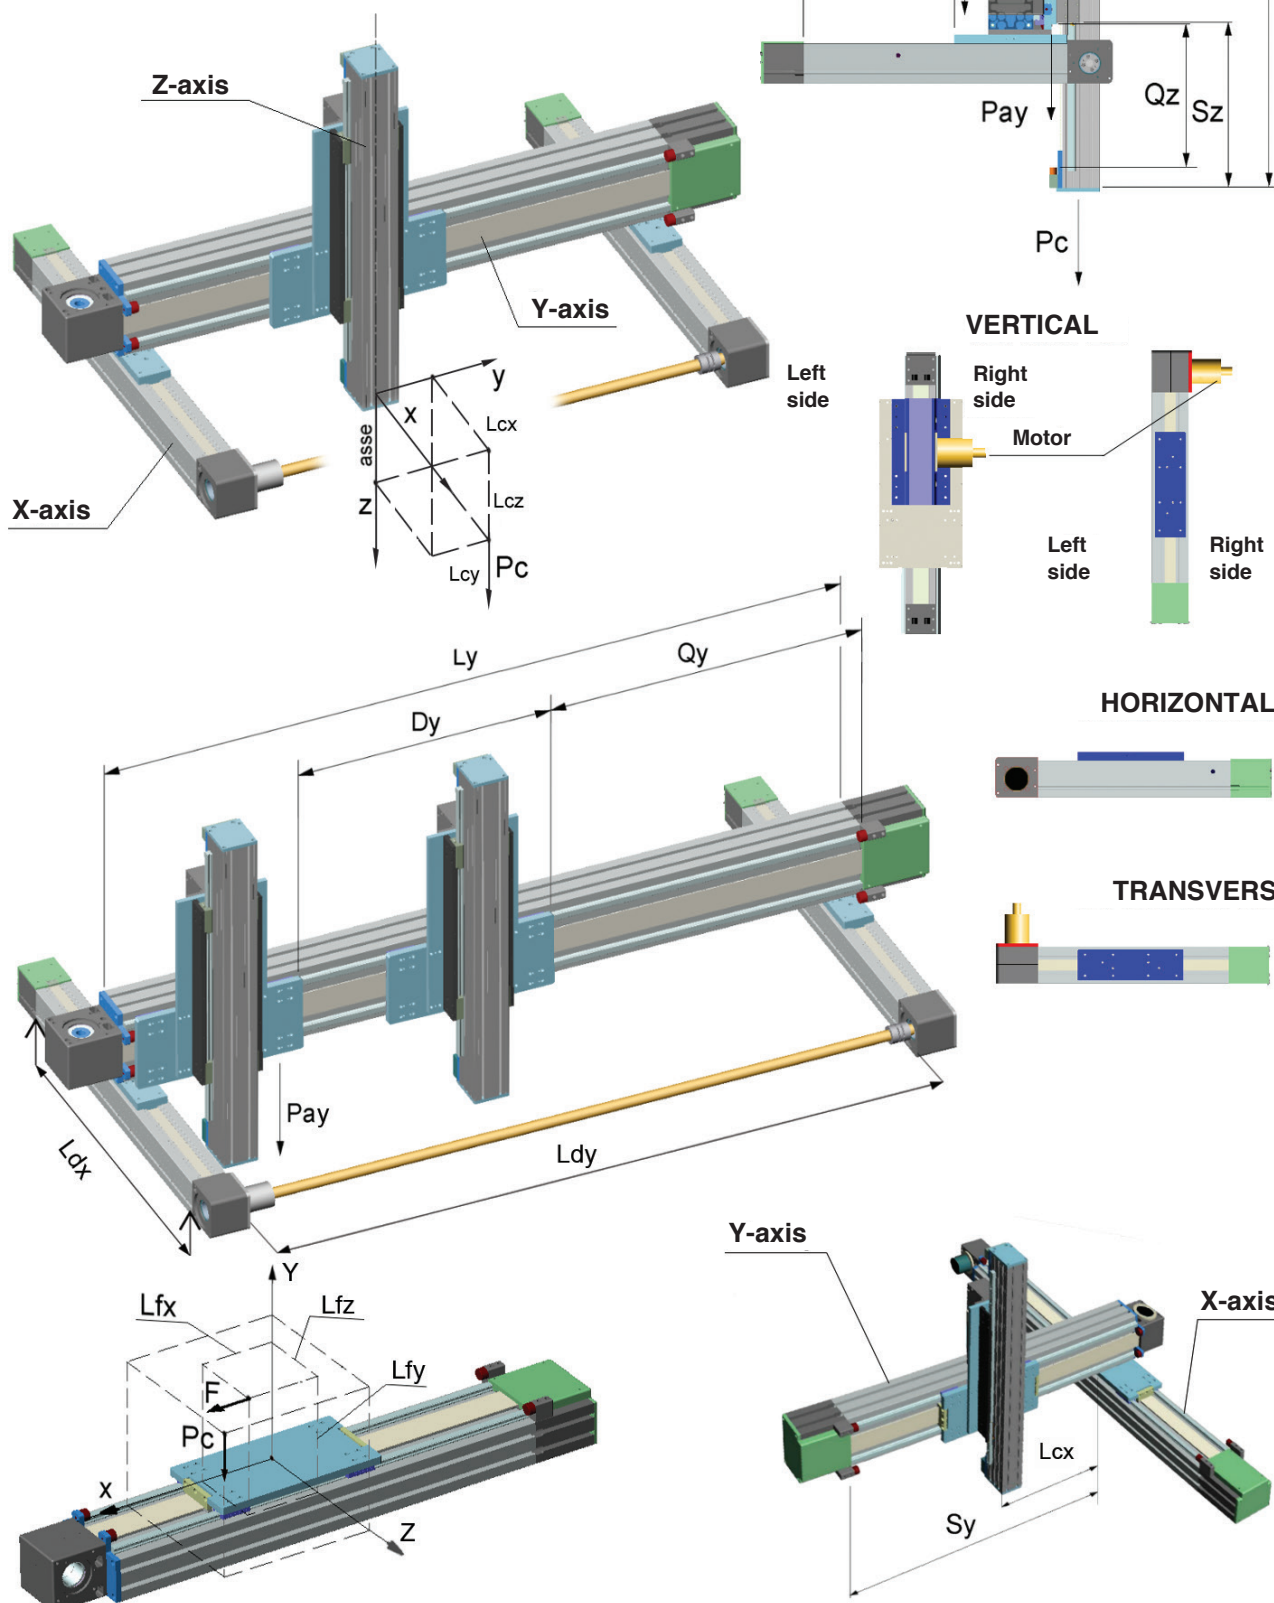 Z-axis
Y-axis
X-axis
y
x
Lcx
asse
z
Lcz
Lcy
Pc
Pay
Qz
Sz
Pc
VERTICAL
Left
side
Right
side
Motor
Left
side
Right
side
Ly
Qy
Dy
HORIZONTAL
TRANSVERS
Pay
Ldx
Ldy
Y
Lfx
Lfz
Lfy
F
Pc
x
Z
Y-axis
X-axis
Lcx
Sy